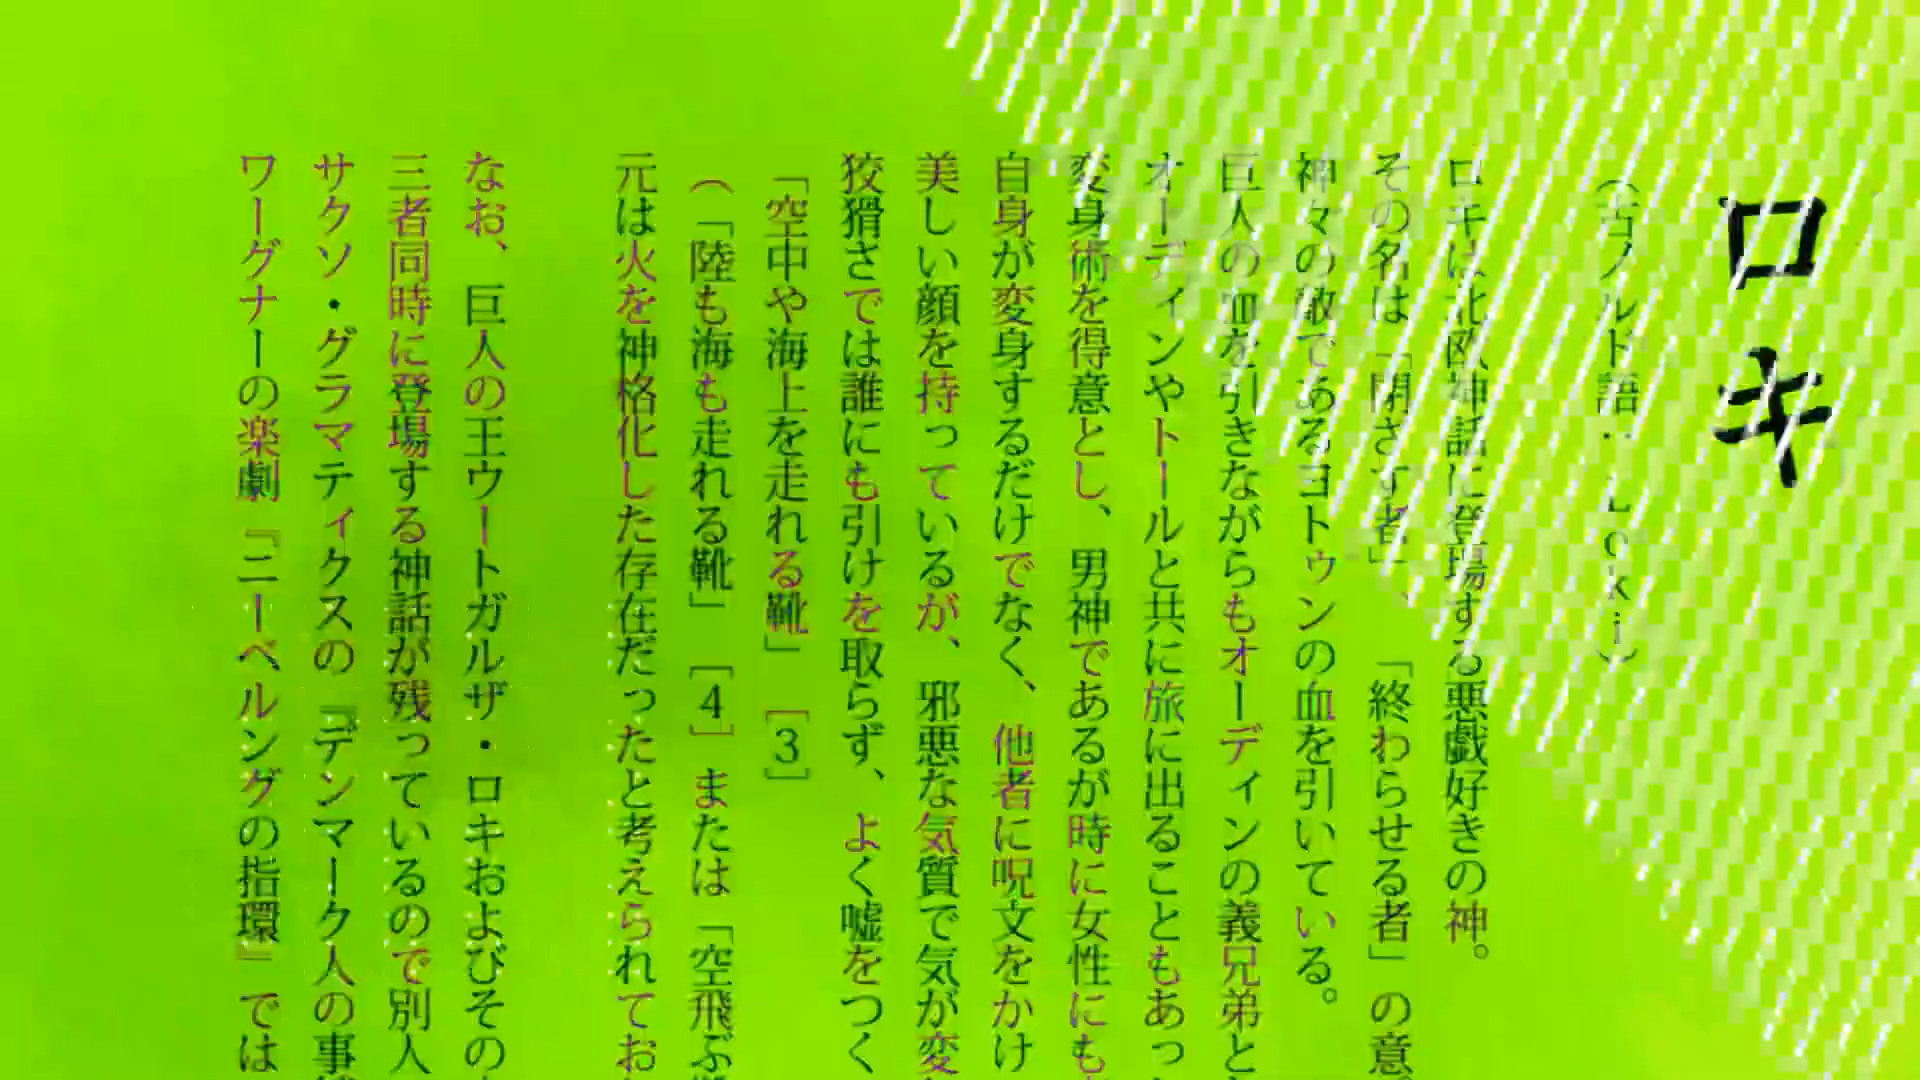 ロキ
(古ノルド語: Loki)
ロキは北欧神話に登場する悪戯好きの神。
その名は「閉ざす者」、「終わらせる者」の意
神々の敵であるヨトゥンの血を引いている。
巨人の血を引きながらもオーディンの義兄弟と
オーディンやトールと共に旅に出ることもあっ
変身術を得意とし、男神であるが時に女性にも
自身が変身するだけでなく、他者に呪文をかけ
美しい顔を持っているが、邪悪な気質で気が変
狡猾さでは誰にも引けを取らず、よく嘘をつく
「空中や海上を走れる靴」[3]
(「陸も海も走れる靴」[4]または「空飛ぶ
元は火を神格化した存在だったと考えられてお
なお、巨人の王ウートガルザ・ロキおよびその
三者同時に登場する神話が残っているので別人
サクソ・グラマティクスの『デンマーク人の事
ワーグナーの楽劇『ニーベルングの指環』では